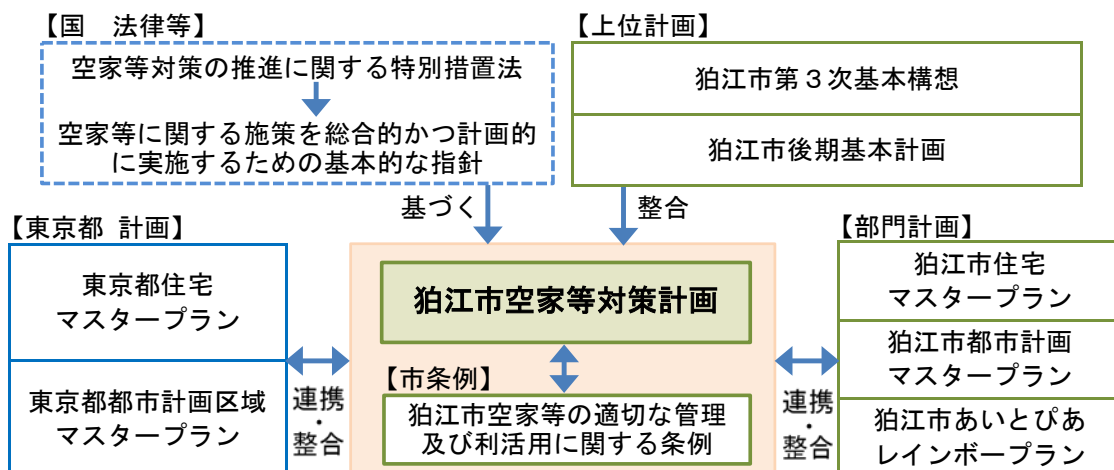 【国　法律等】
空家等対策の推進に関する特別措置法
空家等に関する施策を総合的かつ計画的
に実施するための基本的な指針
【上位計画】
狛江市第３次基本構想
狛江市後期基本計画
基づく
整合
【東京都 計画】
東京都住宅
マスタープラン
東京都都市計画区域
マスタープラン
連携
・
整合
狛江市空家等対策計画
【市条例】
狛江市空家等の適切な管理
及び利活用に関する条例
連携
・
整合
【部門計画】
狛江市住宅
マスタープラン
狛江市都市計画
マスタープラン
狛江市あいとぴあ
レインボープラン